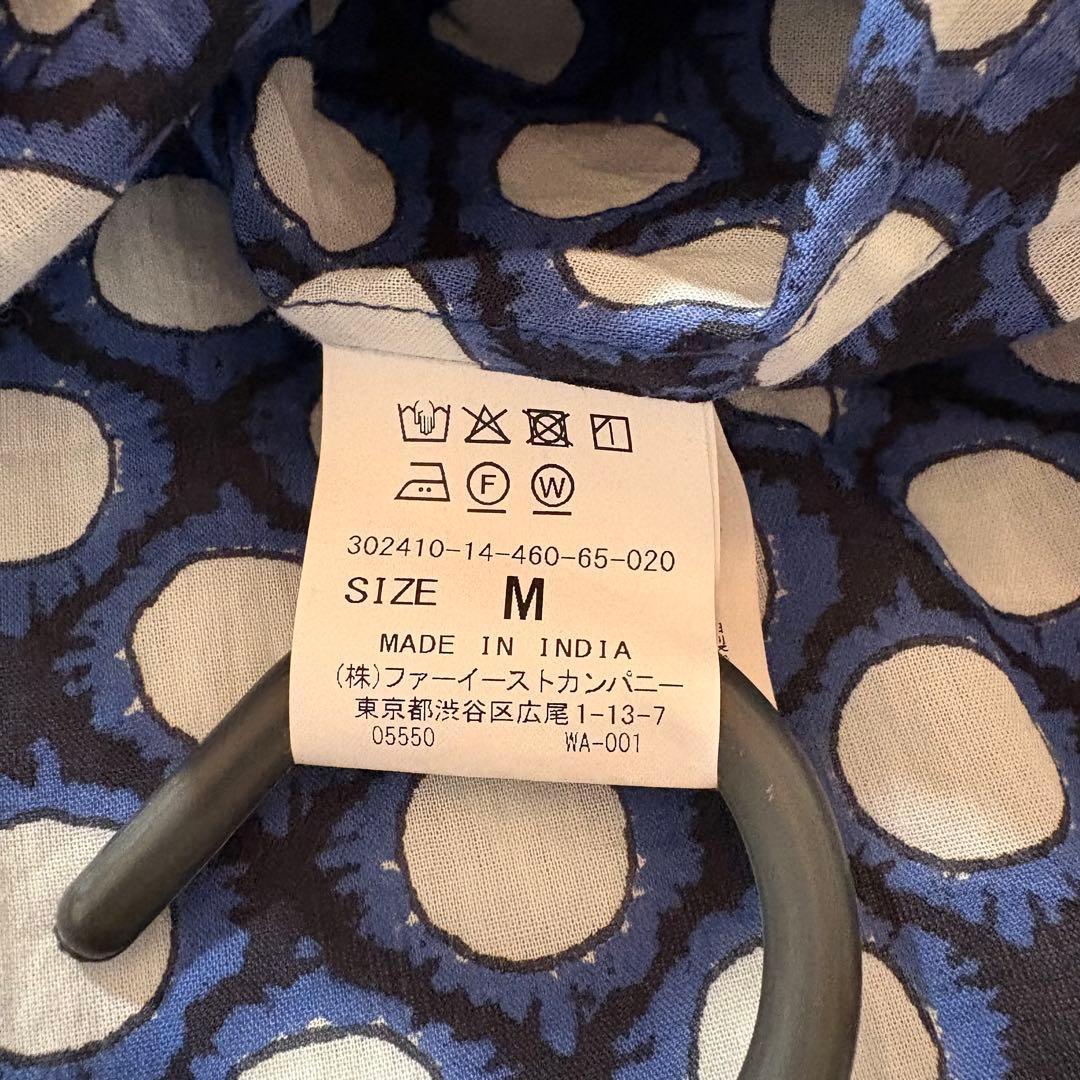 F W
302410-14-460-65-020
SIZE M
MADE IN INDIA
(株)ファーイーストカンパニー
東京都渋谷区広尾1-13-7
05550 WA-001